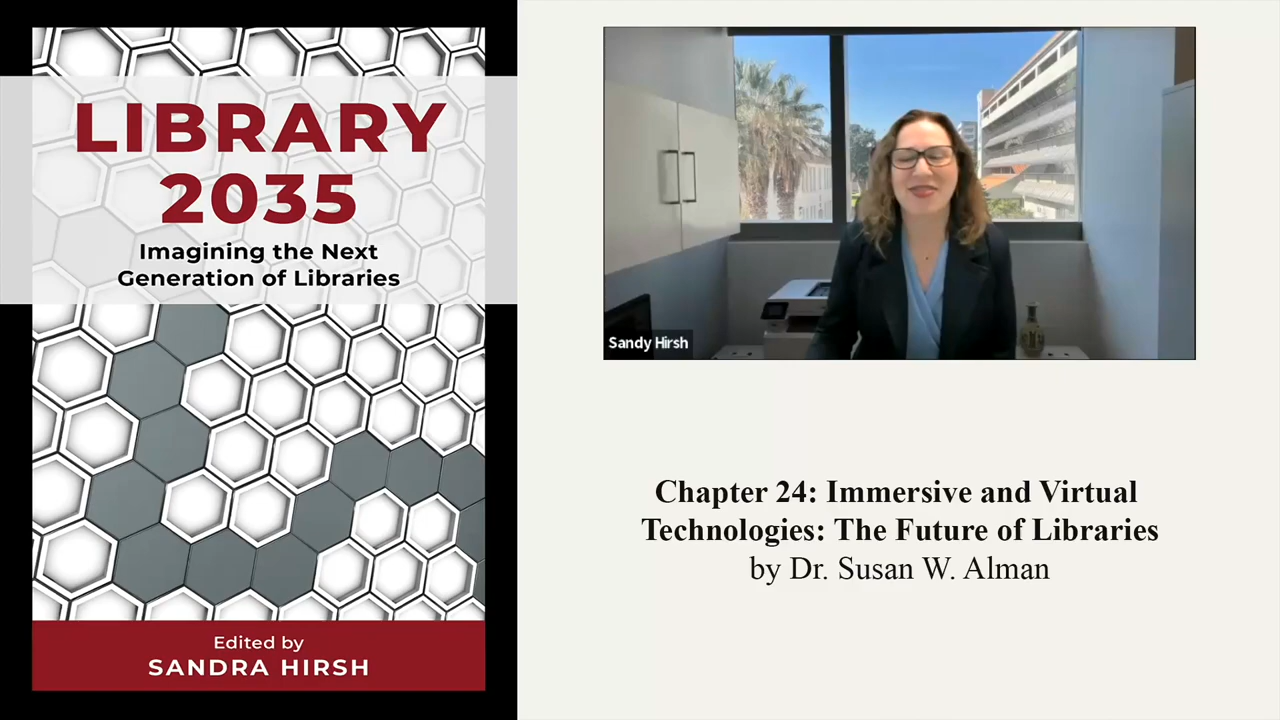 LIBRARY
2035
Imagining the Next
Generation of Libraries
Edited by
SANDRA HIRSH
Sandy Hirsh
Chapter 24: Immersive and Virtual
Technologies: The Future of Libraries
by Dr. Susan W. Alman